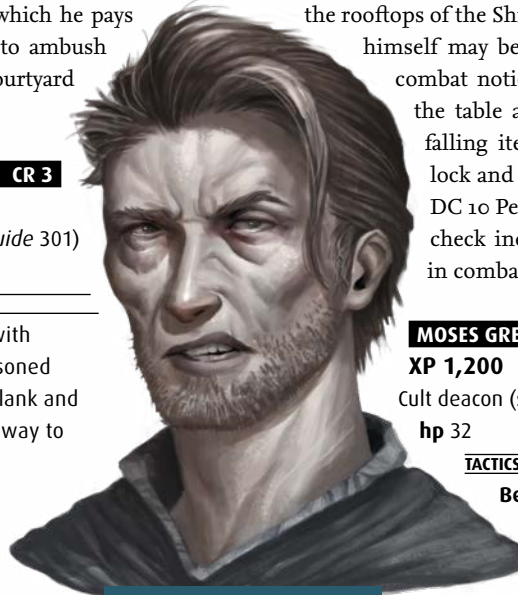 which he pays
to ambush
ourtyard
CR 3
uide 301)
with
soned
lank and
way to
the rooftops of the Sh
himself may be
combat notic
the table a
falling ite
lock and
DC 10 Pe
check inc
in comba
MOSES GRE
XP 1,200
Cult deacon (s
hp 32
TACTICS
Be